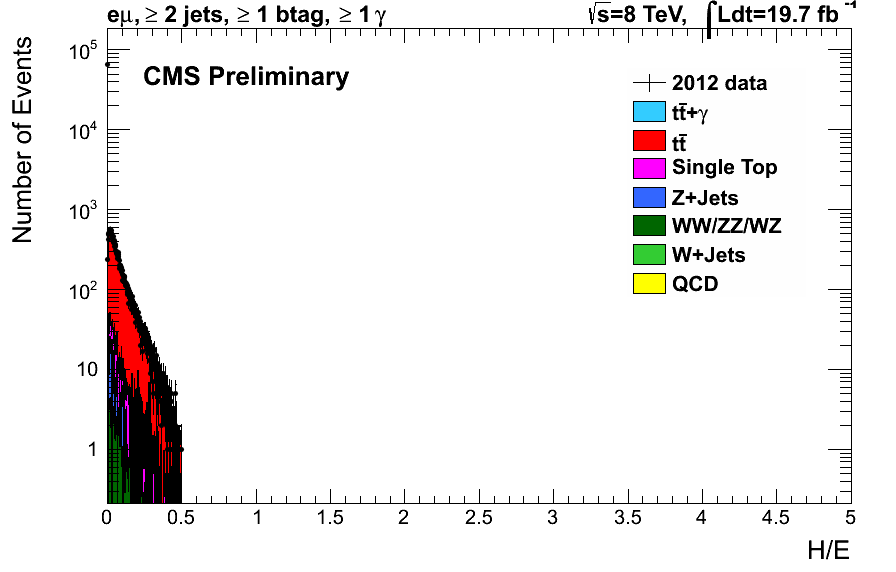 eμ, ≥ 2 jets, ≥ 1 btag, ≥ 1 γ
√s=8 TeV, ∫Ldt=19.7 fb⁻¹
CMS Preliminary
Number of Events
10⁵
10⁴
10³
10²
10
1
2012 data
tt̄+γ
tt̄
Single Top
Z+Jets
WW/ZZ/WZ
W+Jets
QCD
0 0.5 1 1.5 2 2.5 3 3.5 4 4.5 5
H/E